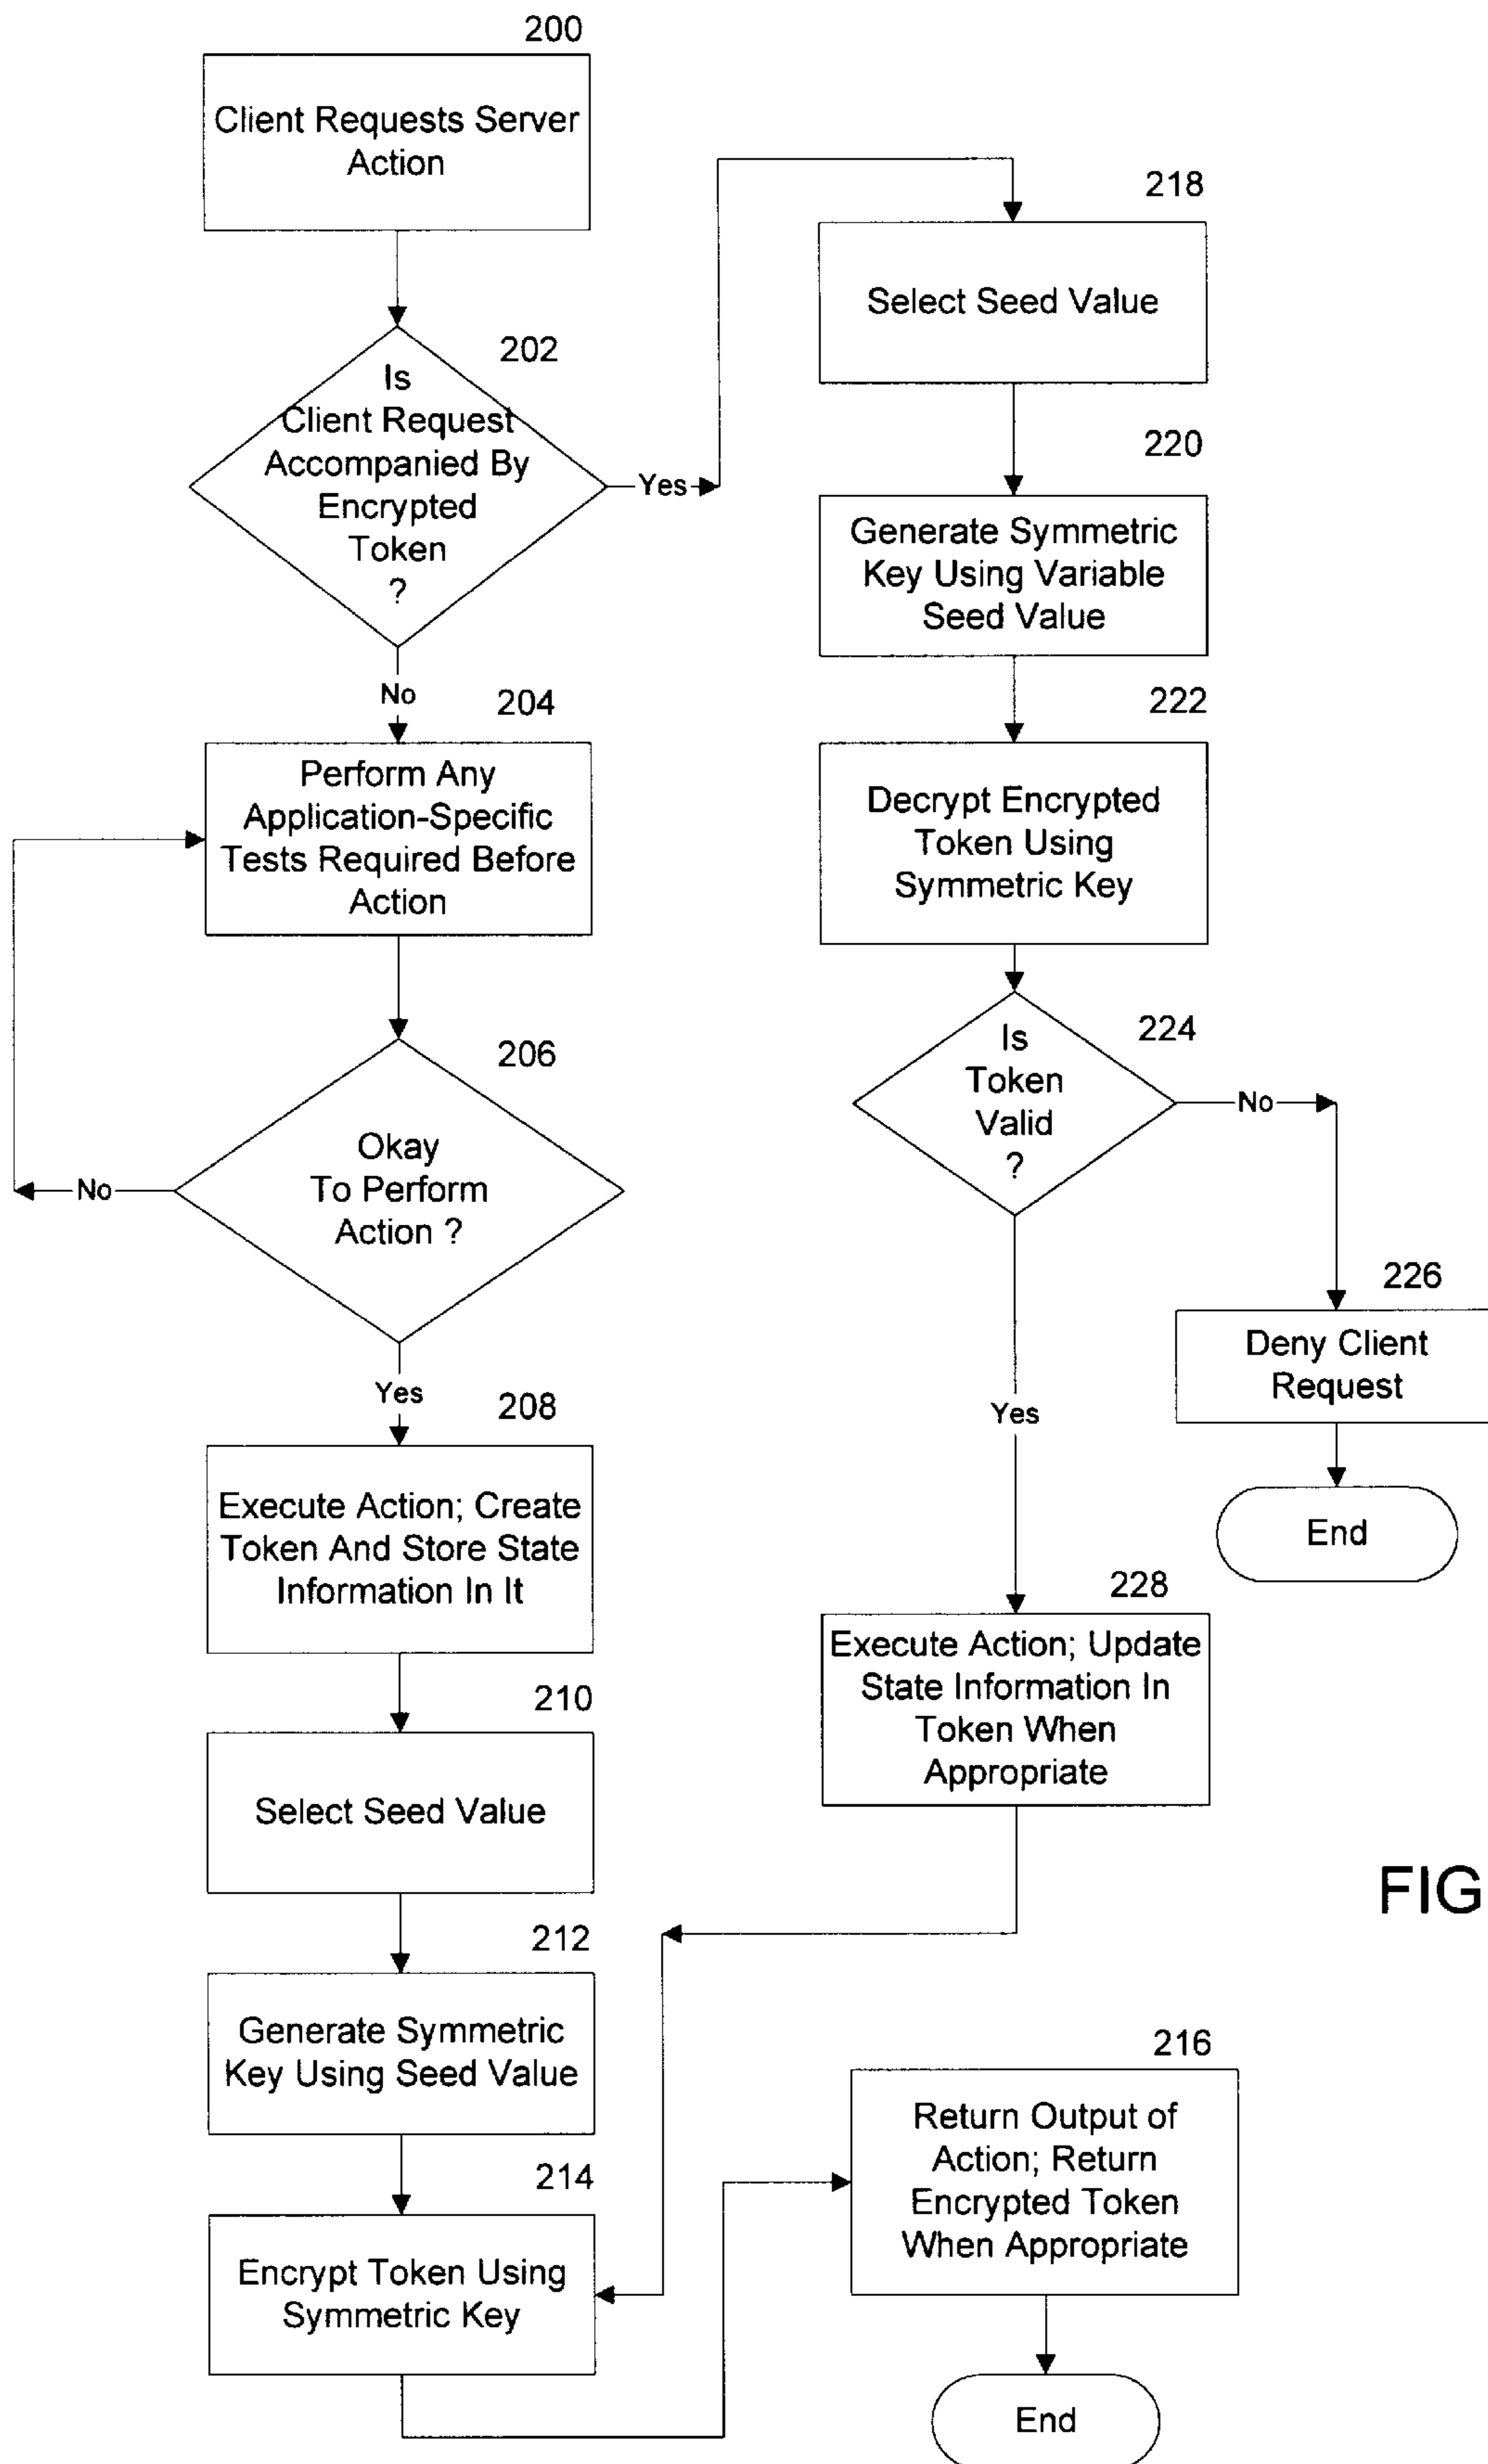 200
Client Requests Server
Action
202
Is
Client Request
Accompanied By
Encrypted
Token
?
Yes
No
204
Perform Any
Application-Specific
Tests Required Before
Action
206
Okay
To Perform
Action ?
No
Yes
208
Execute Action; Create
Token And Store State
Information In It
210
Select Seed Value
212
Generate Symmetric
Key Using Seed Value
214
Encrypt Token Using
Symmetric Key
218
Select Seed Value
220
Generate Symmetric
Key Using Variable
Seed Value
222
Decrypt Encrypted
Token Using
Symmetric Key
224
Is
Token
Valid
?
No
226
Deny Client
Request
End
Yes
228
Execute Action; Update
State Information In
Token When
Appropriate
FIG
216
Return Output of
Action; Return
Encrypted Token
When Appropriate
End